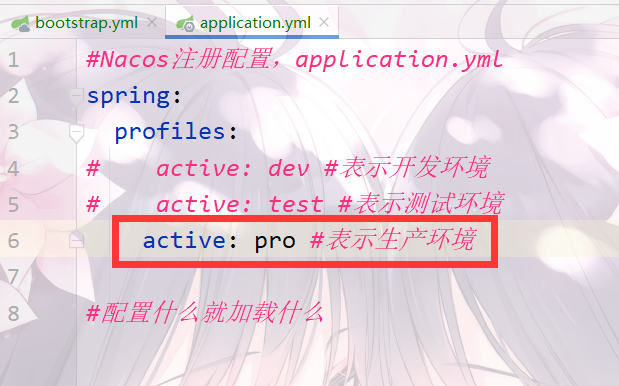 bootstrap.yml application.yml
1 #Nacos注册配置，application.yml
2 spring:
3 profiles:
4 # active: dev #表示开发环境
5 # active: test #表示测试环境
6 active: pro #表示生产环境
7
8 #配置什么就加载什么